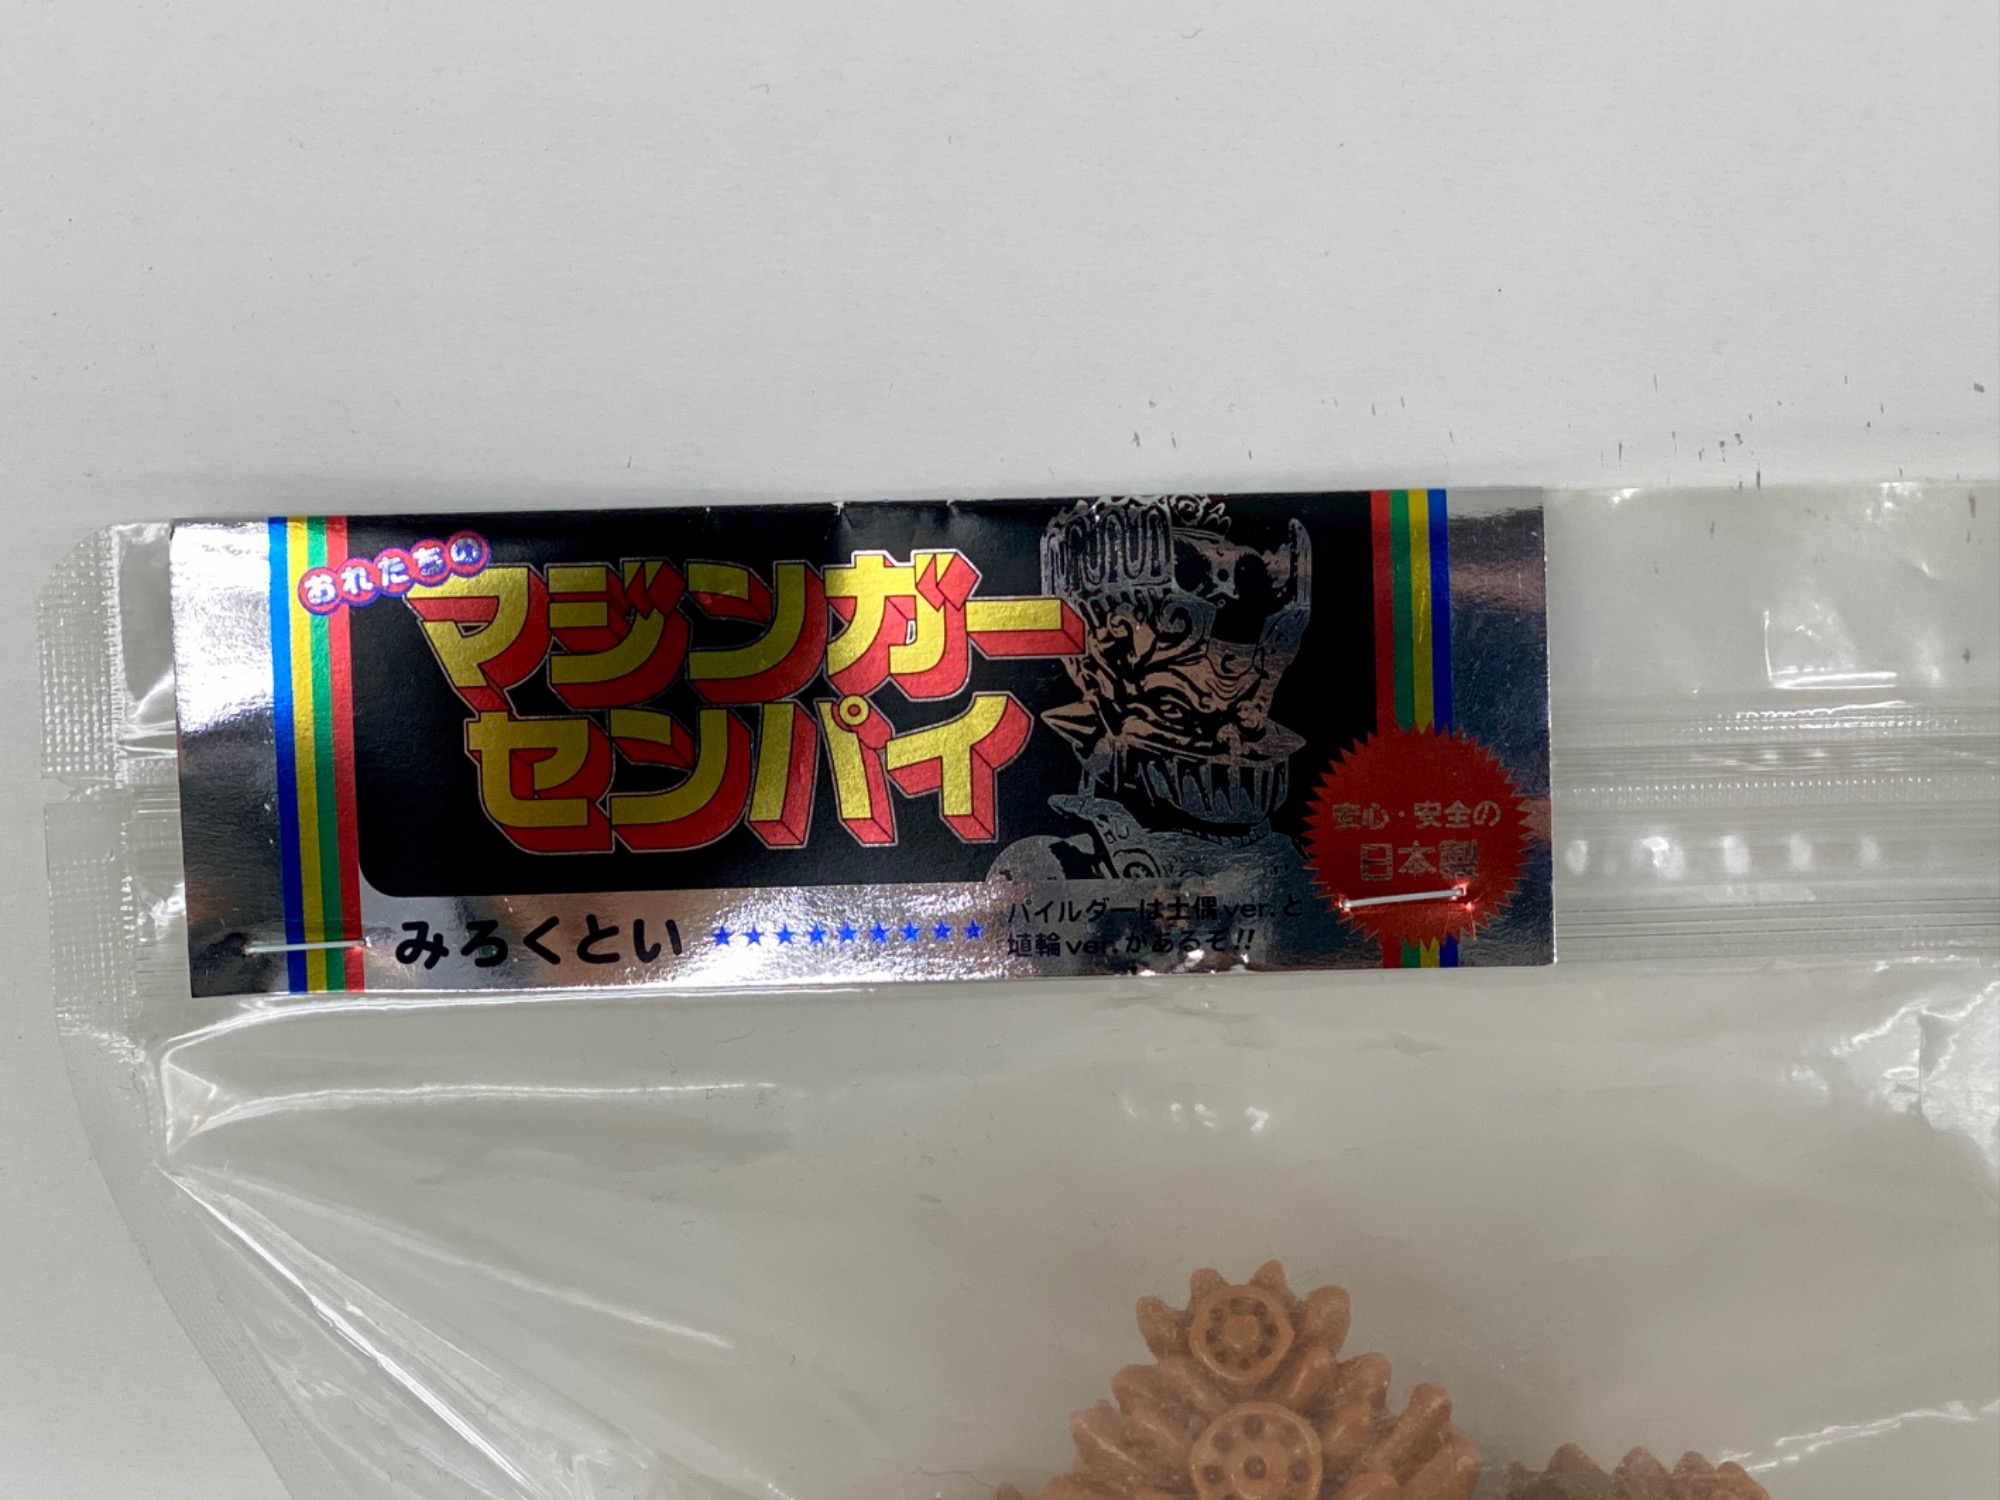 おれたちの
マジンガー
センパイ
みろくとい
★★★★★★★★★
パイルダーは土偶ver.と
埴輪ver.があるぞ!!
安心・安全の
日本製